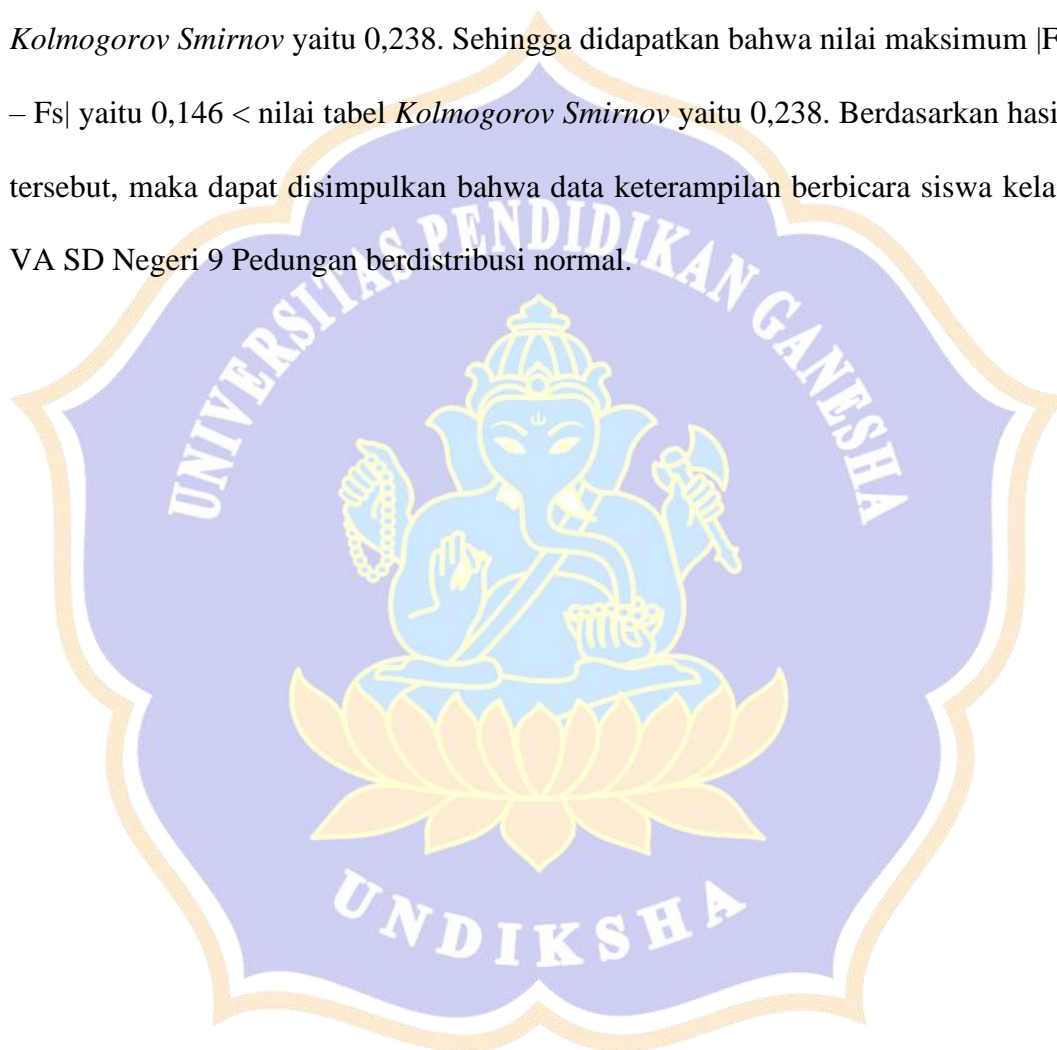 Kolmogorov Smirnov yaitu 0,238. Sehingga didapatkan bahwa nilai maksimum |F
– Fs| yaitu 0,146 < nilai tabel Kolmogorov Smirnov yaitu 0,238. Berdasarkan hasi
tersebut, maka dapat disimpulkan bahwa data keterampilan berbicara siswa kela
VA SD Negeri 9 Pedungan berdistribusi normal.
UNIVERSITAS PENDIDIKAN GANESHA
UNDIKSHA